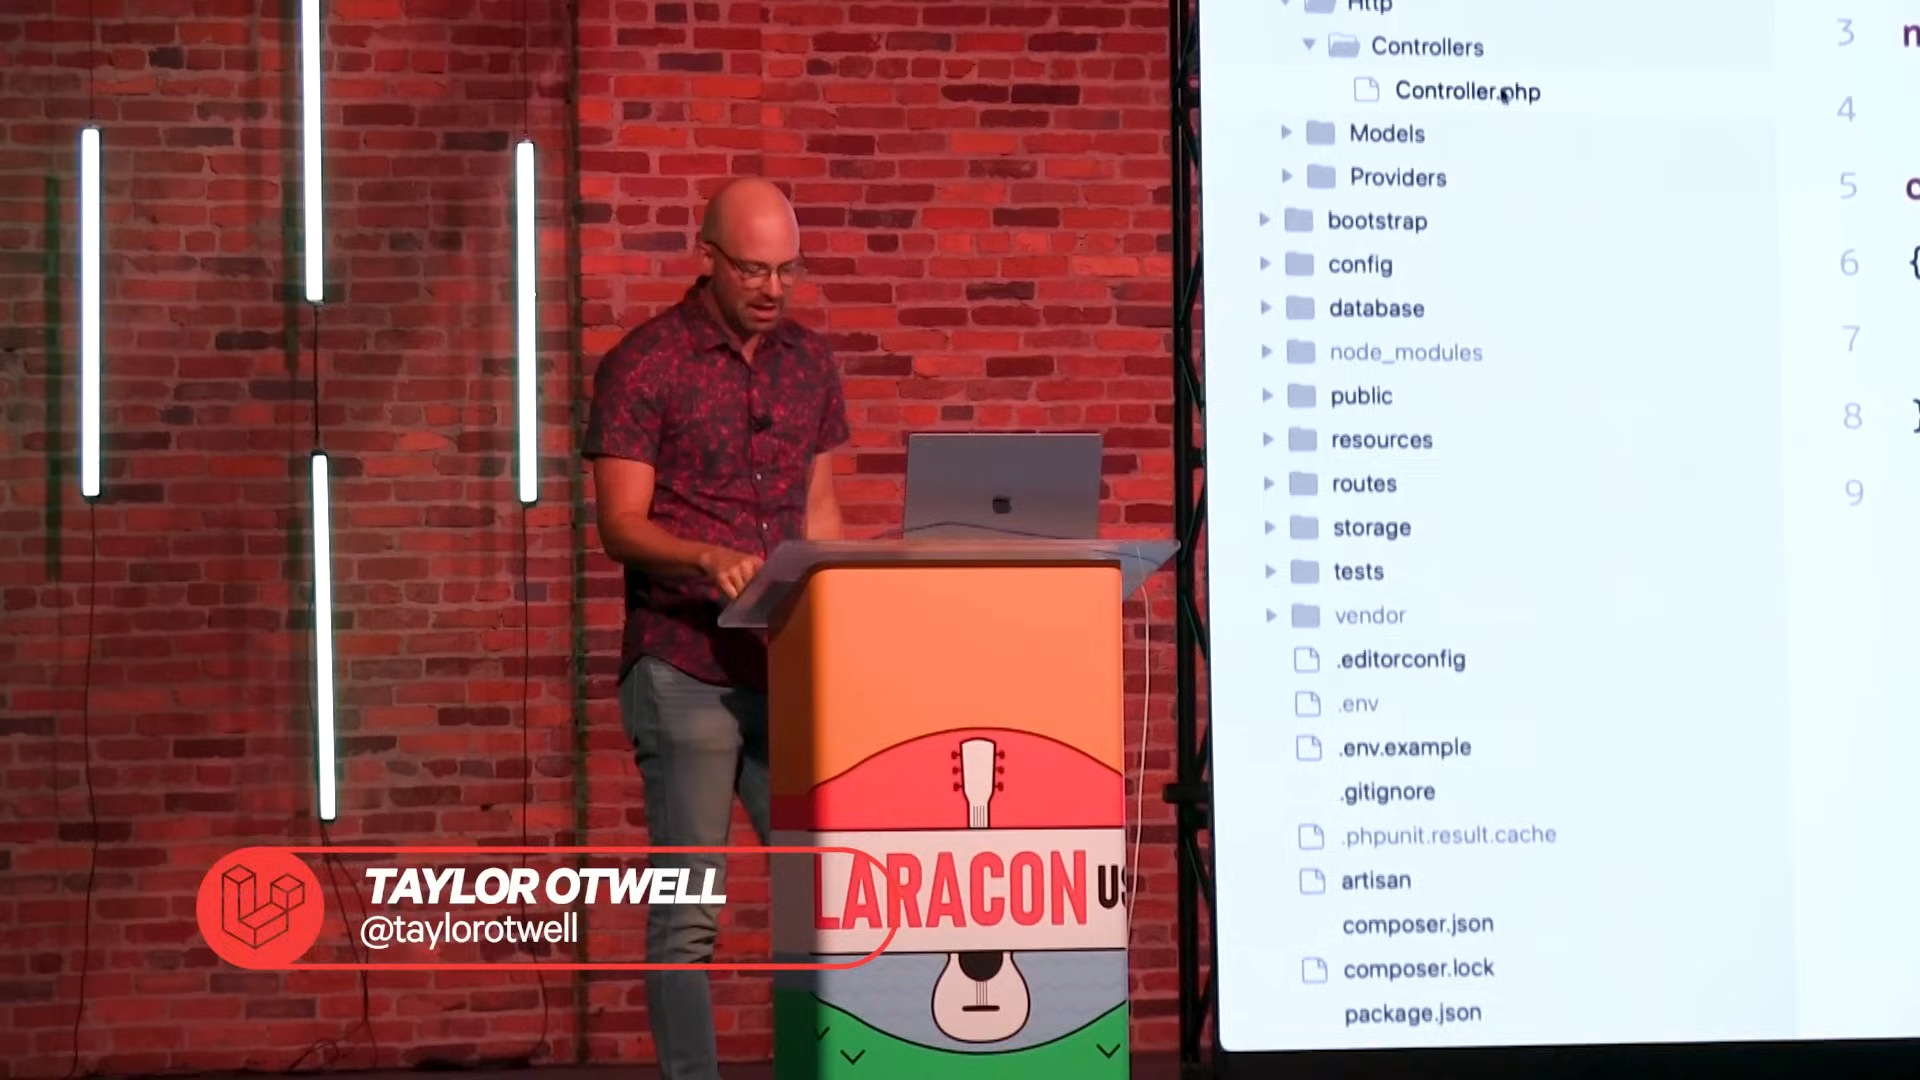 Http
Controllers
Controller.php
Models
Providers
bootstrap
config
database
node_modules
public
resources
routes
storage
tests
vendor
.editorconfig
.env
.env.example
.gitignore
.phpunit.result.cache
artisan
composer.json
composer.lock
package.json
3
4
5
6 {
7
8 }
9
LARACON US
TAYLOR OTWELL
@taylorotwell